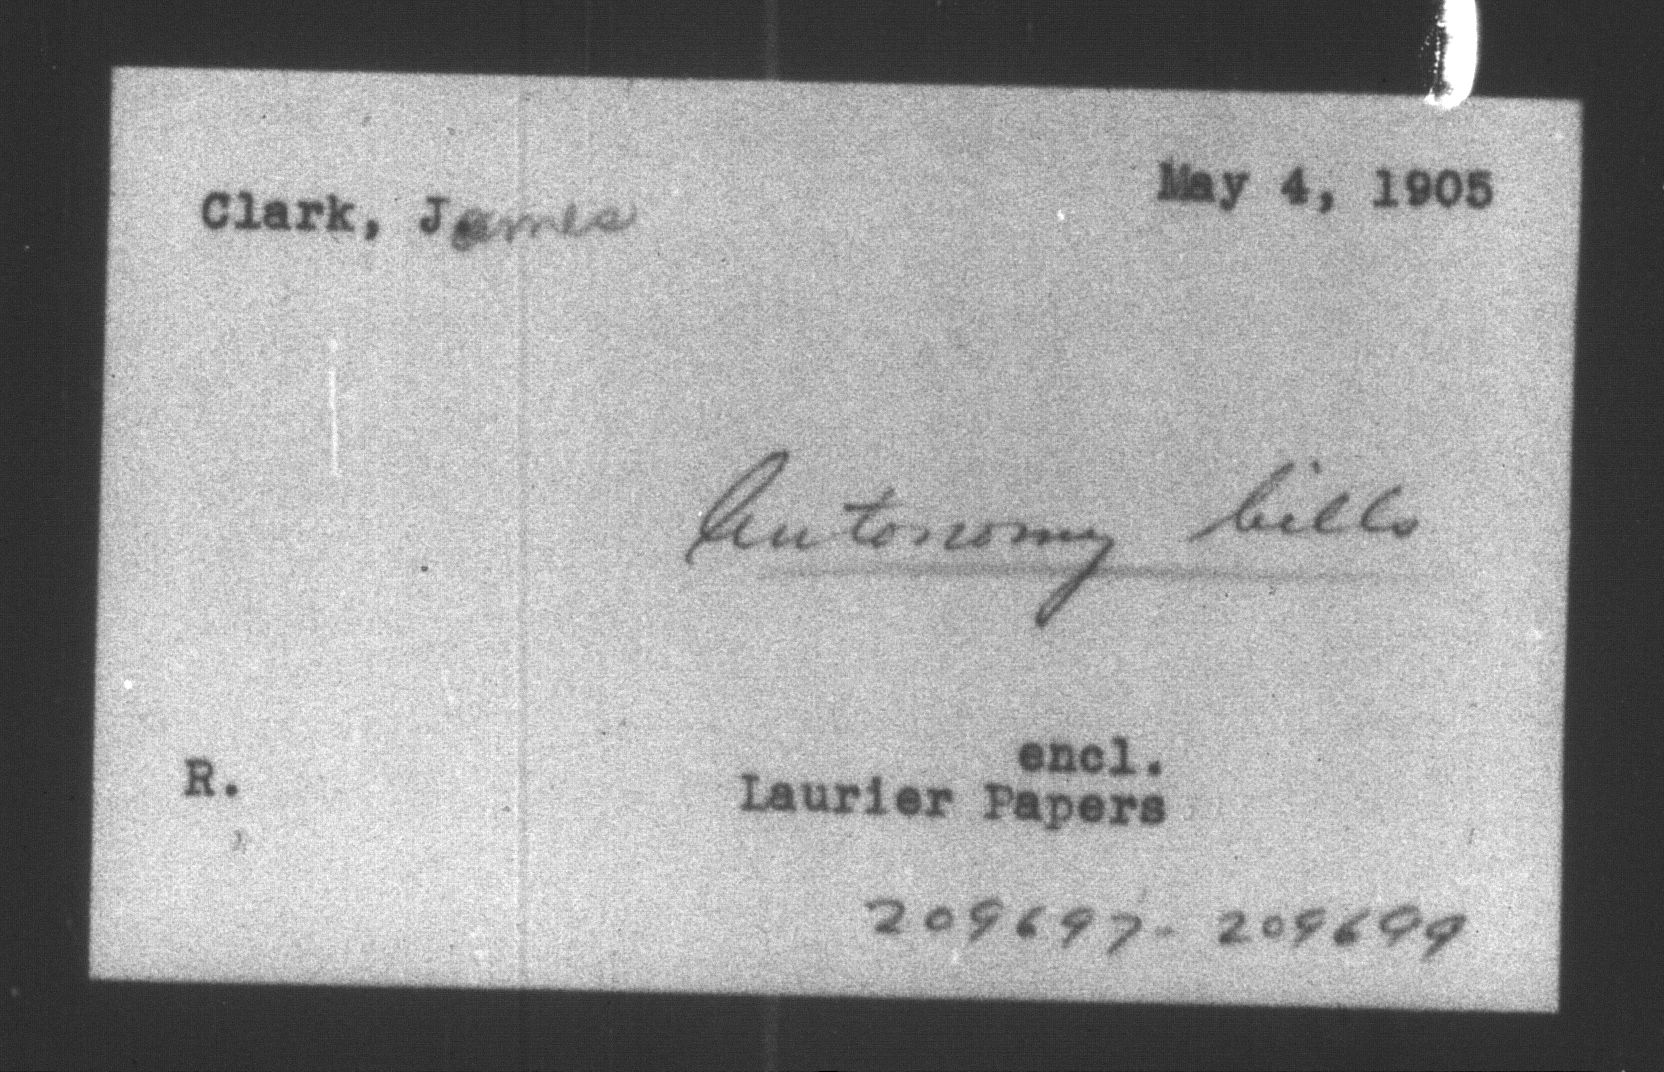 Clark, James
May 4, 1905
Autonomy bills
R.
encl.
Laurier Papers
209697- 209699